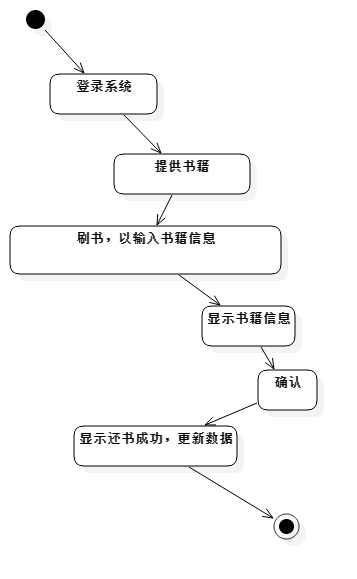 登录系统
提供书籍
刷书，以输入书籍信息
显示书籍信息
确认
显示还书成功，更新数据